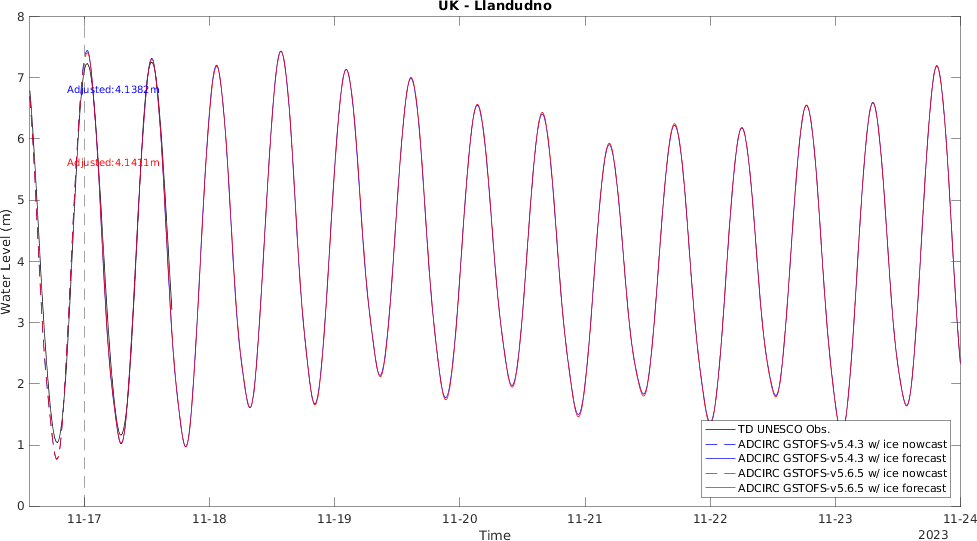 UK - Llandudno
8
7
6
5
4
3
2
1
0
Water Level (m)
Adjusted:4.1382m
Adjusted:4.1411m
TD UNESCO Obs.
ADCIRC GSTOFS-v5.4.3 w/ ice nowcast
ADCIRC GSTOFS-v5.4.3 w/ ice forecast
ADCIRC GSTOFS-v5.6.5 w/ ice nowcast
ADCIRC GSTOFS-v5.6.5 w/ ice forecast
11-17 11-18 11-19 11-20 11-21 11-22 11-23 11-24
Time
2023